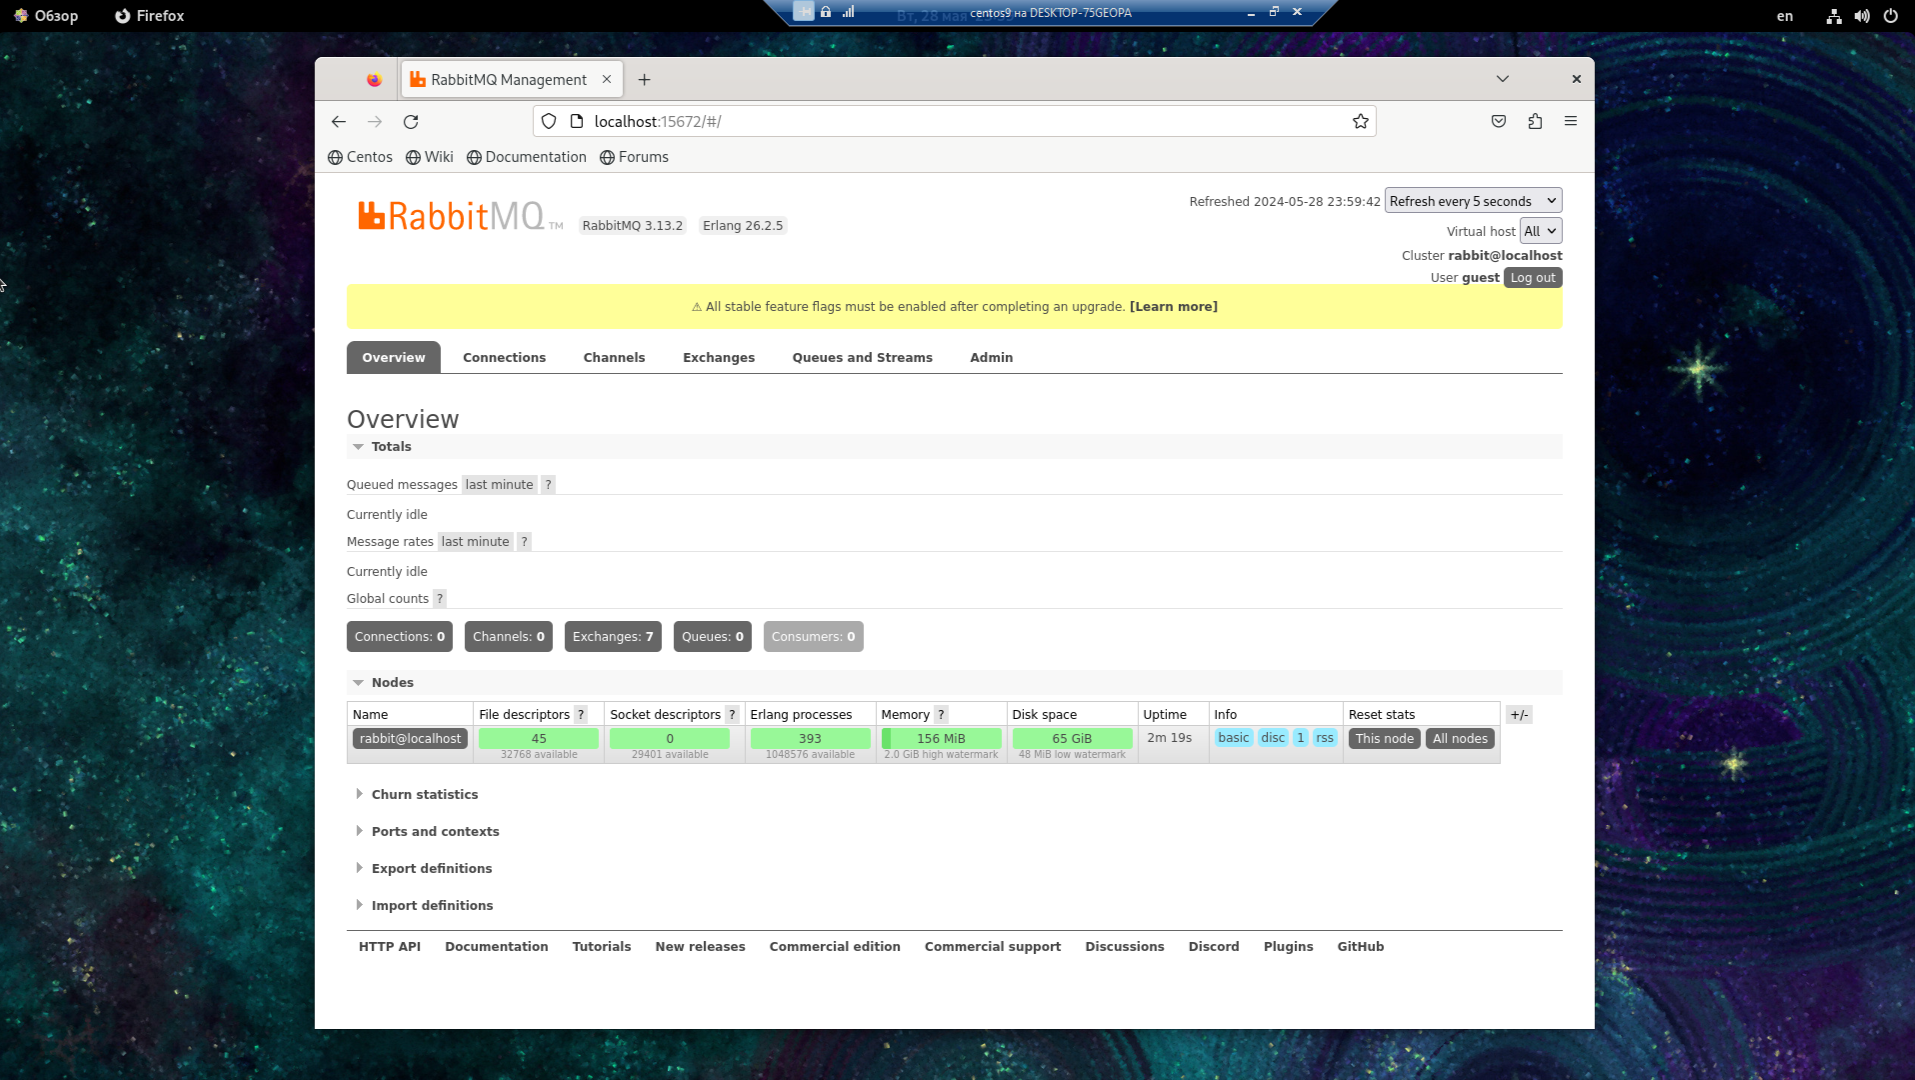 Обзор Firefox Вт, 28 мая centos9 на DESKTOP-75GEOPA en
RabbitMQ Management
localhost:15672/#/
Centos Wiki Documentation Forums
Refreshed 2024-05-28 23:59:42 Refresh every 5 seconds
RabbitMQ TM RabbitMQ 3.13.2 Erlang 26.2.5
Virtual host All
Cluster rabbit@localhost
User guest Log out
⚠ All stable feature flags must be enabled after completing an upgrade. [Learn more]
Overview Connections Channels Exchanges Queues and Streams Admin
Overview
Totals
Queued messages last minute ?
Currently idle
Message rates last minute ?
Currently idle
Global counts ?
Connections: 0 Channels: 0 Exchanges: 7 Queues: 0 Consumers: 0
Nodes
Name File descriptors ? Socket descriptors ? Erlang processes Memory ? Disk space Uptime Info Reset stats +/-
rabbit@localhost 45 0 393 156 MiB 65 GiB 2m 19s basic disc 1 rss This node All nodes
32768 available 29401 available 1048576 available 2.0 GiB high watermark 48 MiB low watermark
Churn statistics
Ports and contexts
Export definitions
Import definitions
HTTP API Documentation Tutorials New releases Commercial edition Commercial support Discussions Discord Plugins GitHub